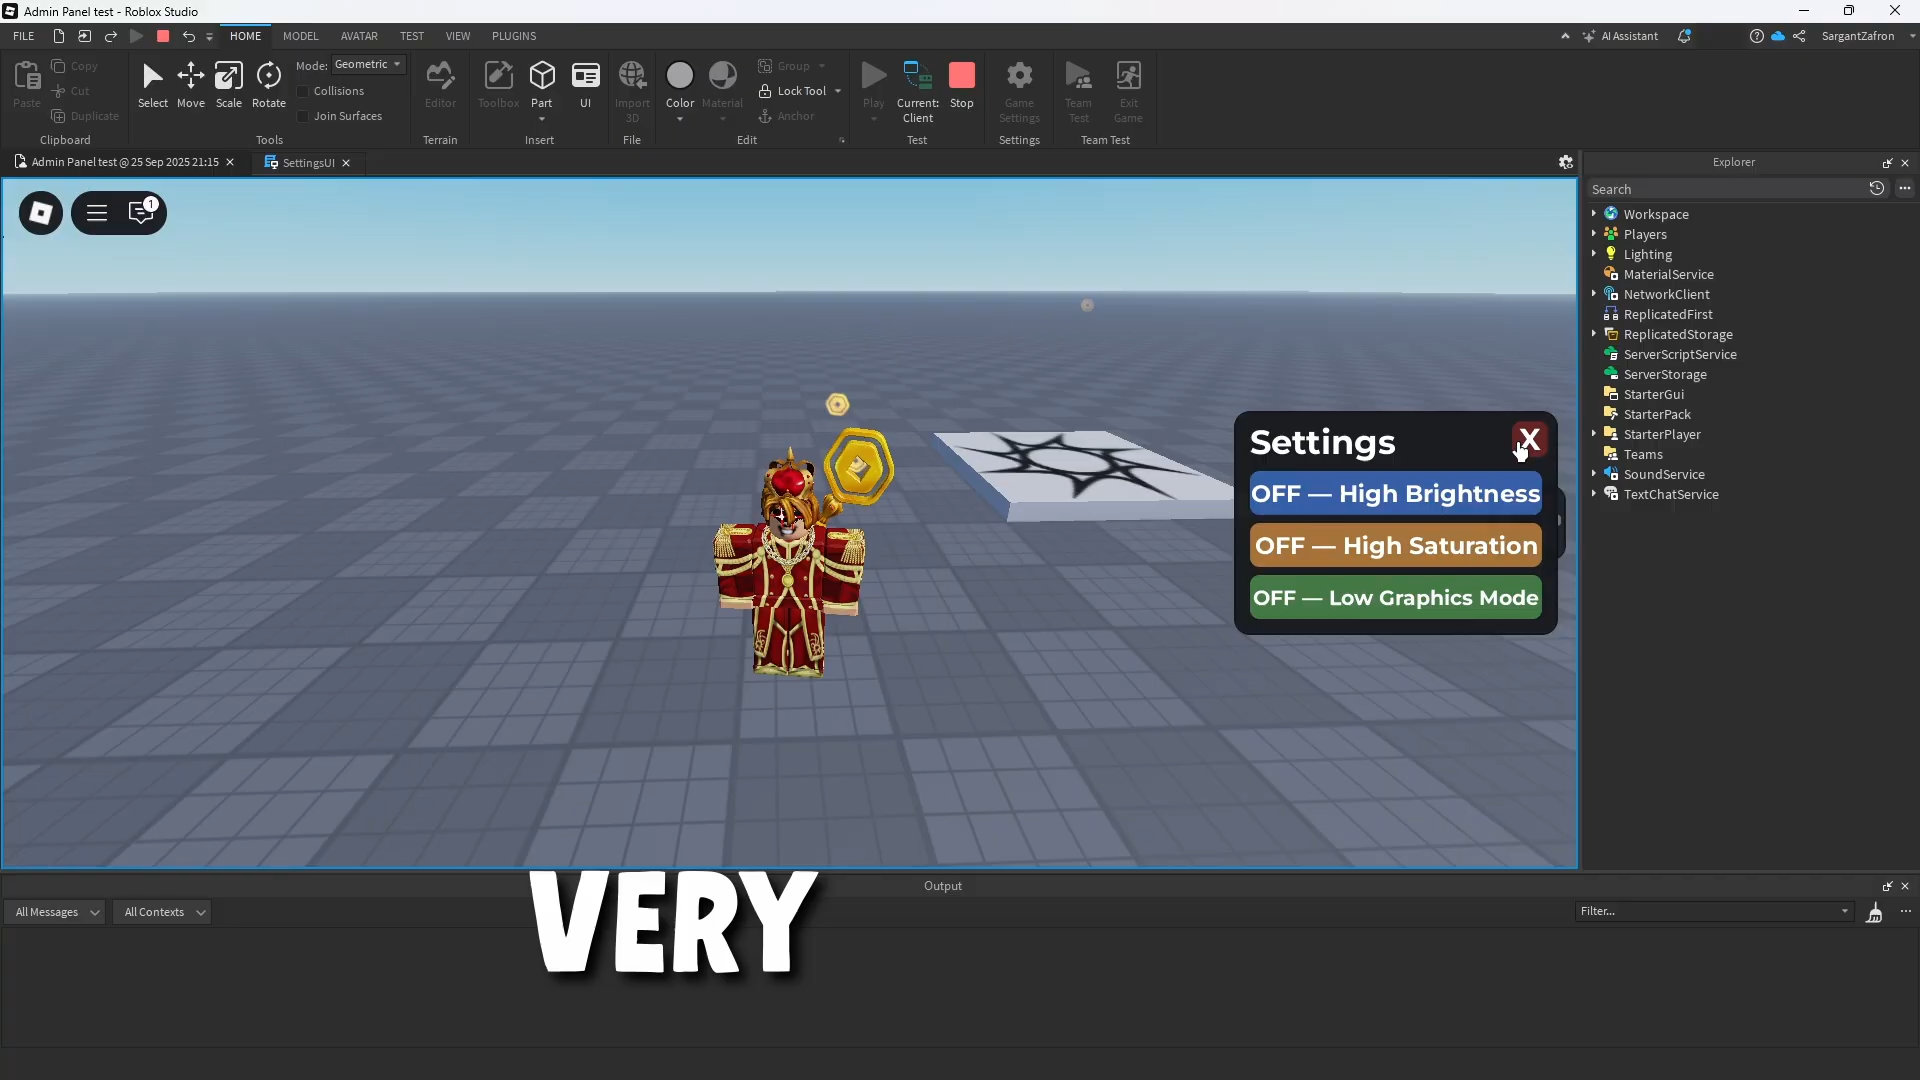 Admin Panel test - Roblox Studio
FILE
HOME
MODEL
AVATAR
TEST
VIEW
PLUGINS
AI Assistant
SargantZafron
Paste
Copy
Cut
Duplicate
Clipboard
Select
Move
Scale
Rotate
Mode: Geometric
Collisions
Join Surfaces
Tools
Editor
Terrain
Toolbox
Part
UI
Insert
Import
3D
File
Color
Material
Group
Lock Tool
Anchor
Edit
Play
Current:
Client
Stop
Test
Game
Settings
Settings
Team
Test
Exit
Game
Team Test
Admin Panel test @ 25 Sep 2025 21:15
SettingsUI
1
Settings
X
OFF — High Brightness
OFF — High Saturation
OFF — Low Graphics Mode
Explorer
Search
Workspace
Players
Lighting
MaterialService
NetworkClient
ReplicatedFirst
ReplicatedStorage
ServerScriptService
ServerStorage
StarterGui
StarterPack
StarterPlayer
Teams
SoundService
TextChatService
Output
All Messages
All Contexts
Filter...
VERY